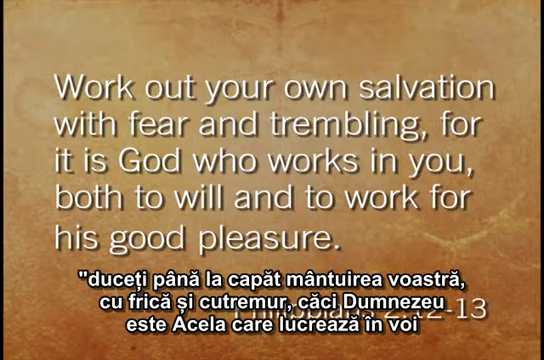 Work out your own salvation
with fear and trembling, for
it is God who works in you,
both to will and to work for
his good pleasure.
"duceți până la capăt mântuirea voastră,
cu frică și cutremur, căci Dumnezeu
este Acela care lucrează în voi
Philippians 2:12-13